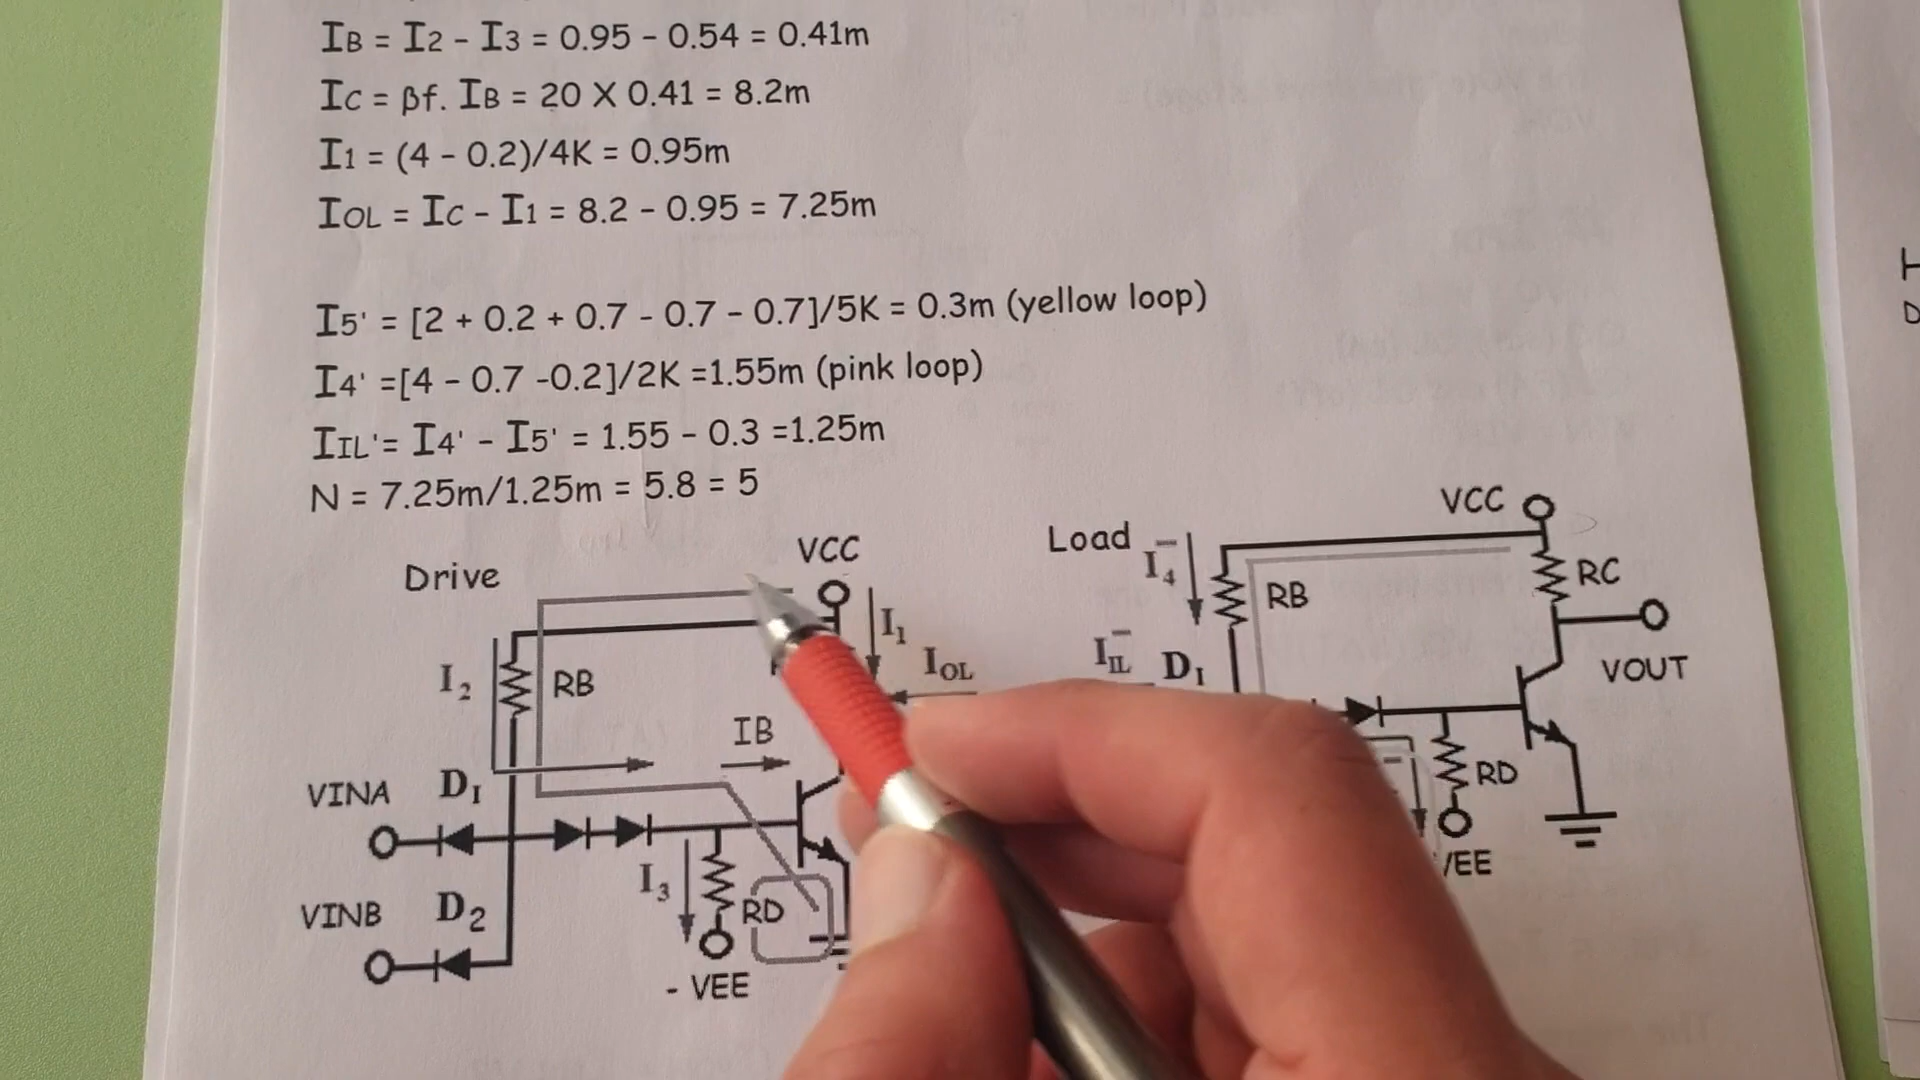 IB = I2 - I3 = 0.95 - 0.54 = 0.41m
IC = βf. IB = 20 X 0.41 = 8.2m
I1 = (4 - 0.2)/4K = 0.95m
IOL = IC - I1 = 8.2 - 0.95 = 7.25m
I5' = [2 + 0.2 + 0.7 - 0.7 - 0.7]/5K = 0.3m (yellow loop)
I4' =[4 - 0.7 -0.2]/2K =1.55m (pink loop)
IIL'= I4' - I5' = 1.55 - 0.3 =1.25m
N = 7.25m/1.25m = 5.8 = 5
Drive
VCC
I1
IOL
I2
RB
IB
VINA
D1
I3
RD
VINB
D2
- VEE
Load
VCC
I4
RB
RC
IIL
D1
VOUT
RD
VEE